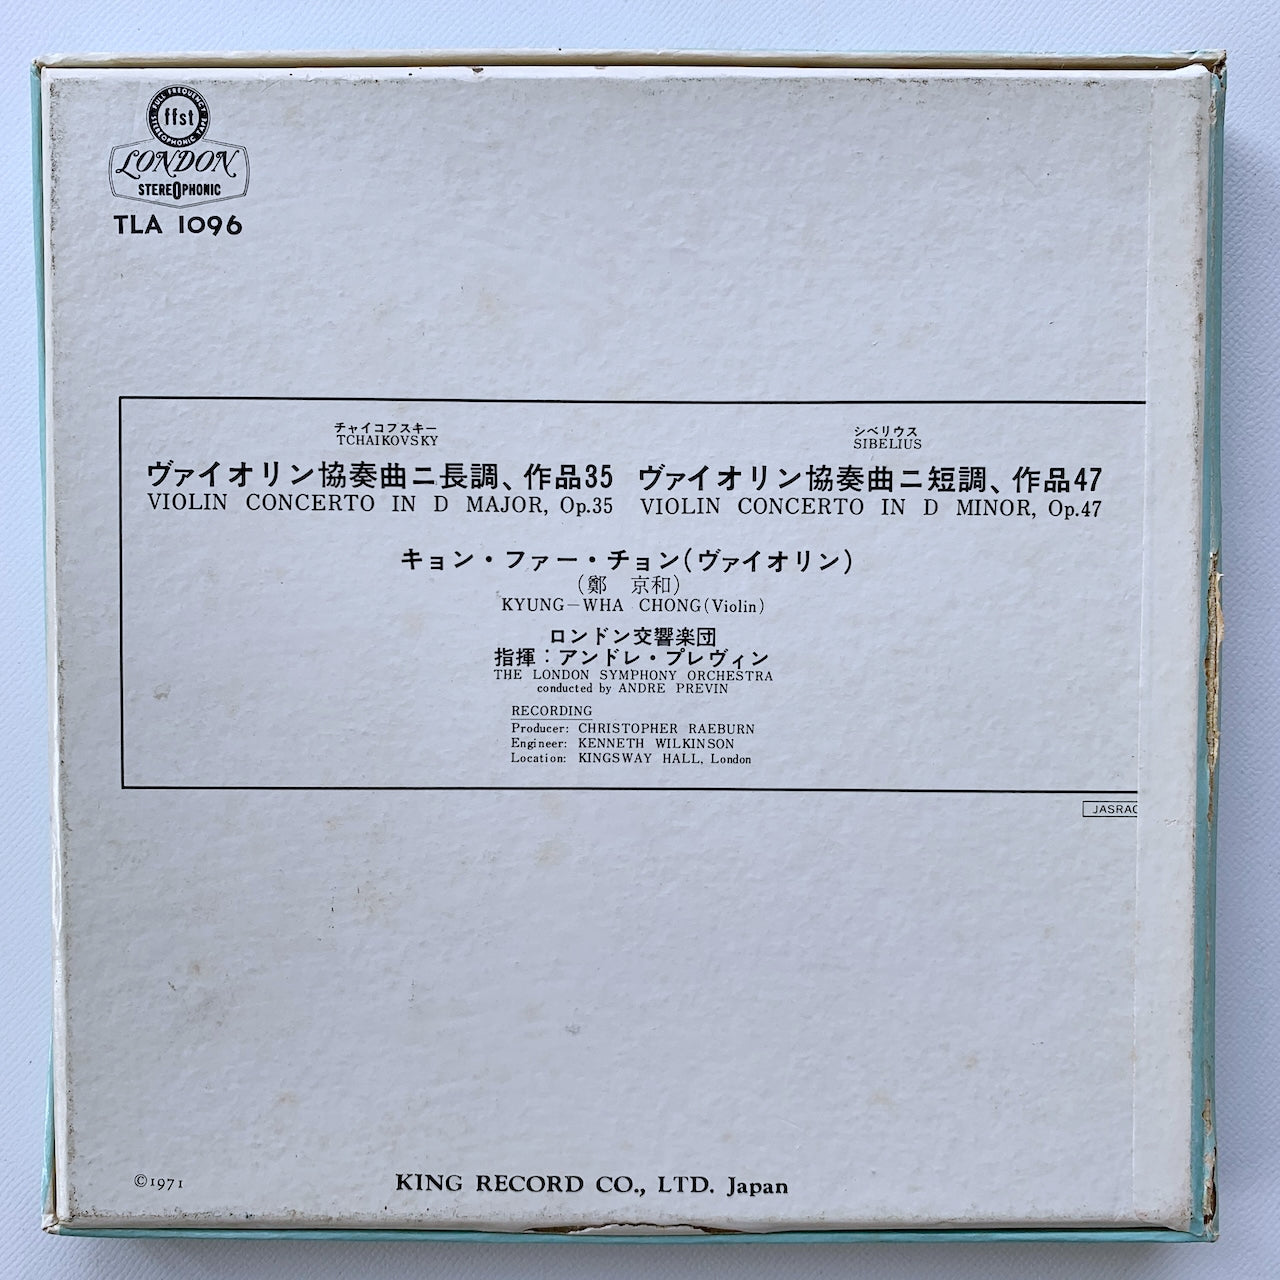 FULL FREQUENCY
ffst
STEREOPHONIC TAPE
LONDON
STEREOPHONIC
TLA 1096
チャイコフスキー
TCHAIKOVSKY
ヴァイオリン協奏曲ニ長調、作品35
VIOLIN CONCERTO IN D MAJOR, Op.35
シベリウス
SIBELIUS
ヴァイオリン協奏曲ニ短調、作品47
VIOLIN CONCERTO IN D MINOR, Op.47
キョン・ファー・チョン(ヴァイオリン)
(鄭 京和)
KYUNG-WHA CHONG(Violin)
ロンドン交響楽団
指揮:アンドレ・プレヴィン
THE LONDON SYMPHONY ORCHESTRA
conducted by ANDRE PREVIN
RECORDING
Producer: CHRISTOPHER RAEBURN
Engineer: KENNETH WILKINSON
Location: KINGSWAY HALL, London
JASRAC
©1971
KING RECORD CO., LTD. Japan